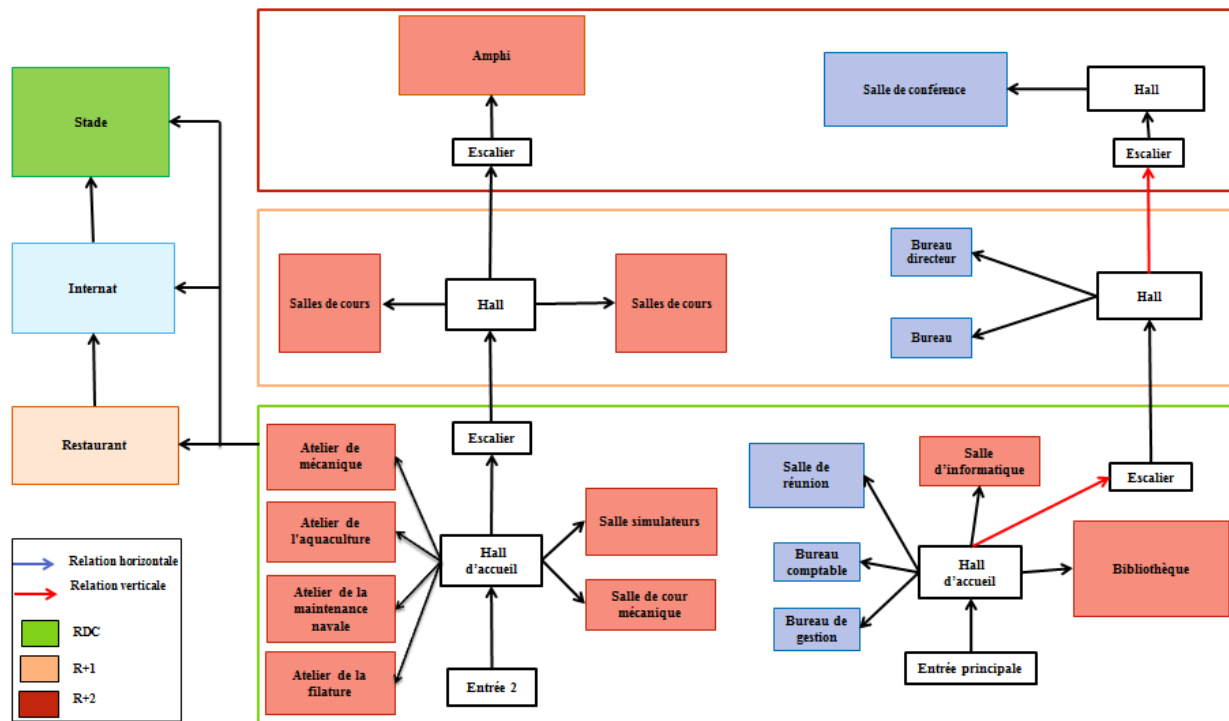 Stade
Internat
Restaurant
Relation horizontale
Relation verticale
RDC
R+1
R+2
Amphi
Escalier
Salle de conférence
Hall
Escalier
Salles de cours
Hall
Salles de cours
Bureau
directeur
Bureau
Hall
Atelier de
mécanique
Atelier de
l'aquaculture
Atelier de la
maintenance
navale
Atelier de la
filature
Escalier
Hall
d'accueil
Entrée 2
Salle simulateurs
Salle de cour
mécanique
Salle de
réunion
Bureau
comptable
Bureau de
gestion
Salle
d'informatique
Escalier
Hall
d'accueil
Bibliothèque
Entrée principale